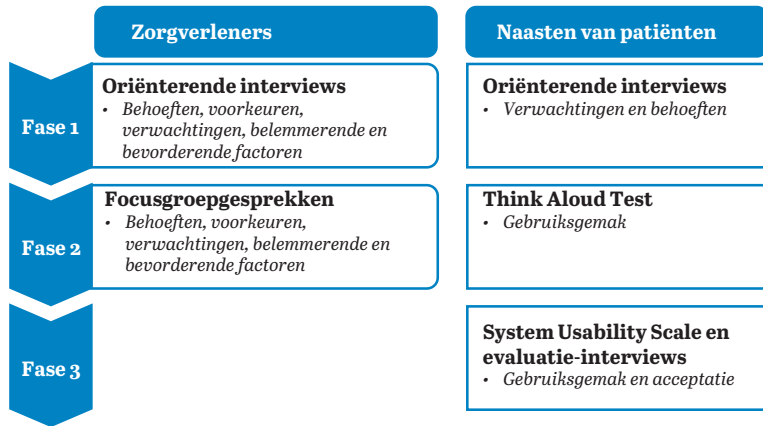 Zorgverleners
Naasten van patiënten
Fase 1
Oriënterende interviews
• Behoeften, voorkeuren,
verwachtingen, belemmerende en
bevorderende factoren
Oriënterende interviews
• Verwachtingen en behoeften
Fase 2
Focusgroepgesprekken
• Behoeften, voorkeuren,
verwachtingen, belemmerende en
bevorderende factoren
Think Aloud Test
• Gebruiksgemak
Fase 3
System Usability Scale en
evaluatie-interviews
• Gebruiksgemak en acceptatie